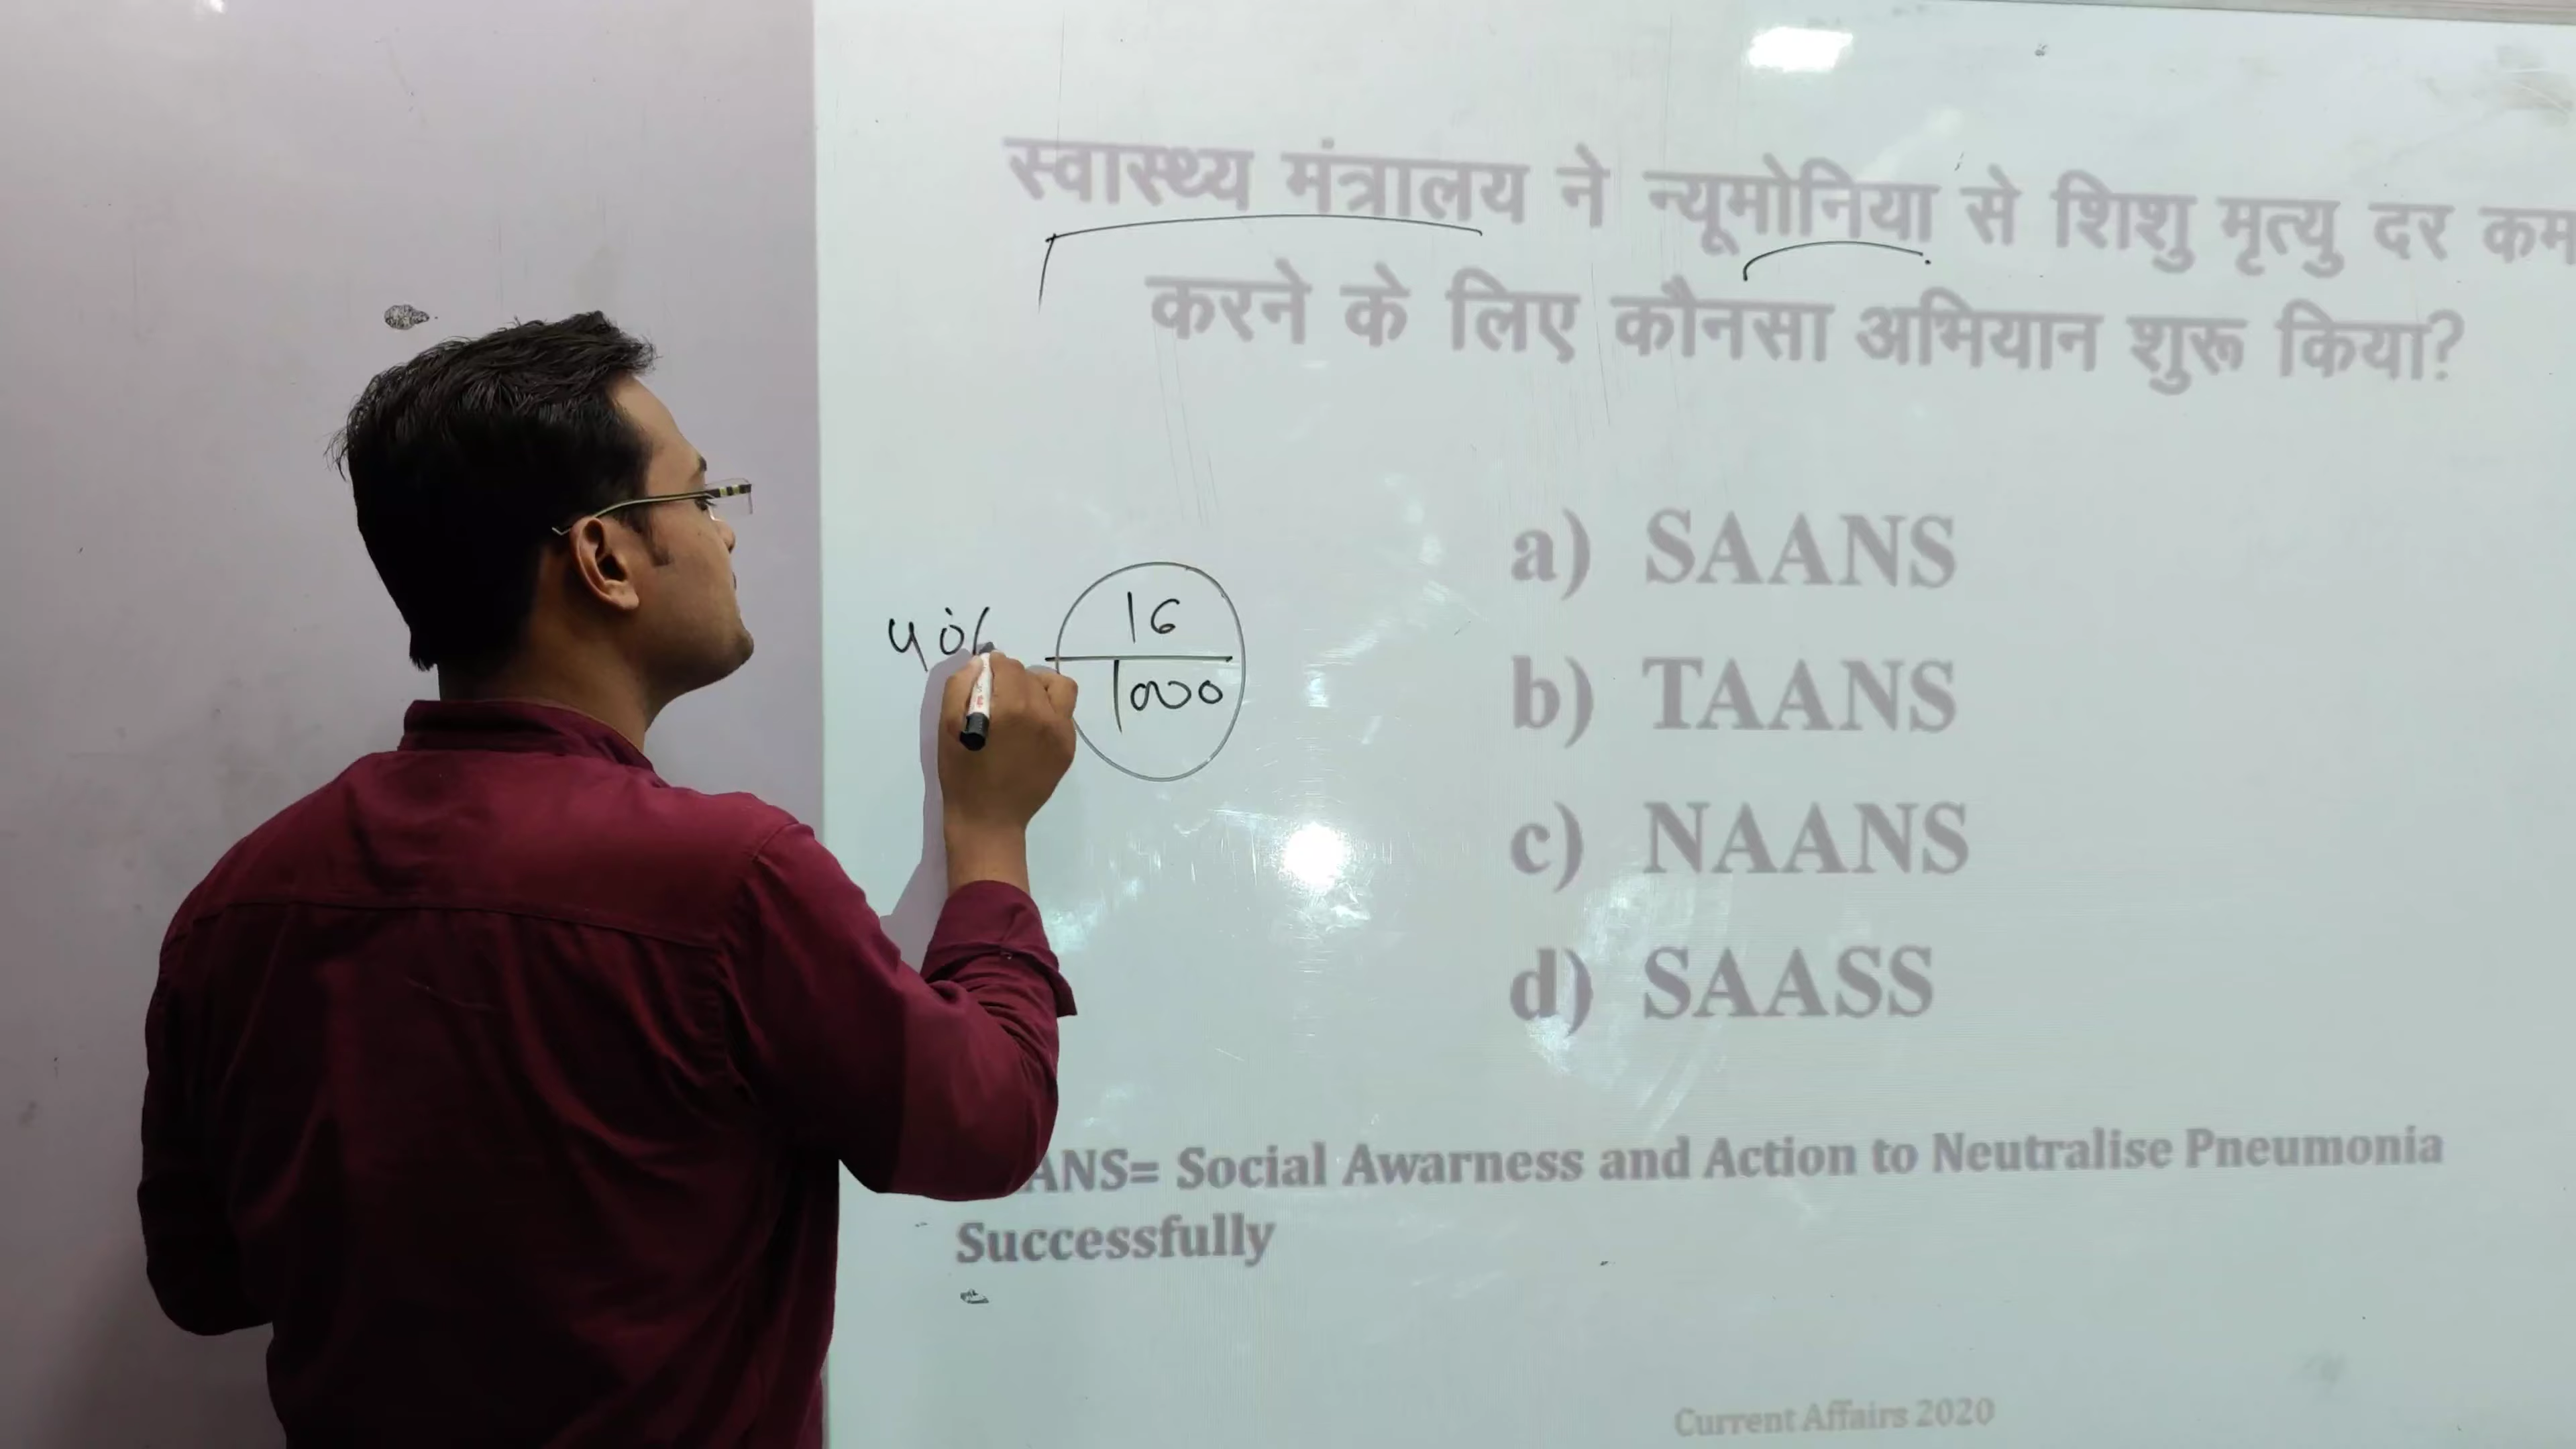 स्वास्थ्य मंत्रालय ने न्यूमोनिया से शिशु मृत्यु दर कम
करने के लिए कौनसा अभियान शुरू किया?
a) SAANS
40%
16
1000
b) TAANS
c) NAANS
d) SAASS
ANS= Social Awarness and Action to Neutralise Pneumonia
Successfully
Current Affairs 2020